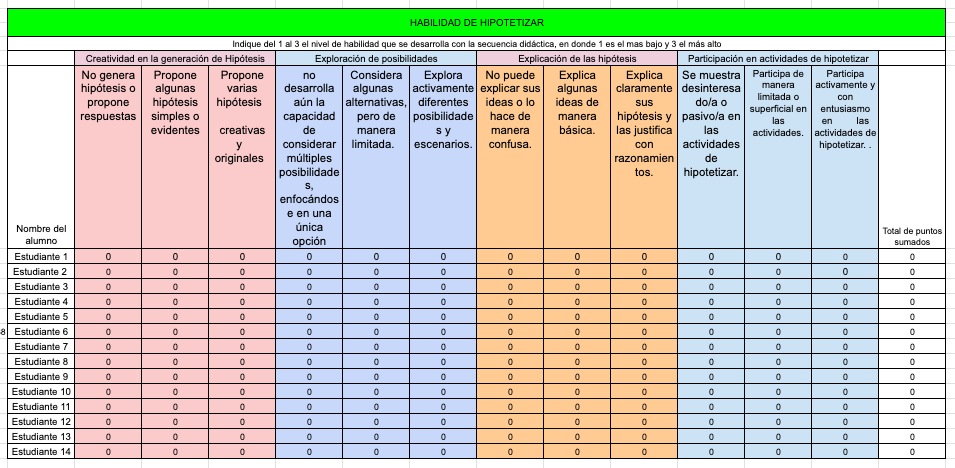 HABILIDAD DE HIPOTETIZAR
Indique del 1 al 3 el nivel de habilidad que se desarrolla con la secuencia didáctica, en donde 1 es el mas bajo y 3 el más alto
Creatividad en la generación de Hipótesis
Exploración de posibilidades
Explicación de las hipótesis
Participación en actividades de hipotetizar
Nombre del
alumno
No genera
hipótesis o
propone
respuestas
Propone
algunas
hipótesis
simples o
evidentes
Propone
varias
hipótesis
creativas
y
originales
no
desarrolla
aún la
capacidad
de
considerar
múltiples
posibilidade
s,
enfocándos
e en una
única
opción
Considera
algunas
alternativas,
pero de
manera
limitada.
Explora
activamente
diferentes
posibilidade
s y
escenarios.
No puede
explicar sus
ideas o lo
hace de
manera
confusa.
Explica
algunas
ideas de
manera
básica.
Explica
claramente
sus
hipótesis y
las justifica
con
razonamien
tos.
Se muestra
desinteresa
do/a o
pasivo/a en
las
actividades
de
hipotetizar.
Participa de
manera
limitada o
superficial en
las
actividades.
Participa
activamente y
con
entusiasmo
en las
actividades de
hipotetizar. .
Total de puntos
sumados
Estudiante 1 0 0 0 0 0 0 0 0 0 0 0 0 0
Estudiante 2 0 0 0 0 0 0 0 0 0 0 0 0 0
Estudiante 3 0 0 0 0 0 0 0 0 0 0 0 0 0
Estudiante 4 0 0 0 0 0 0 0 0 0 0 0 0 0
Estudiante 5 0 0 0 0 0 0 0 0 0 0 0 0 0
8 Estudiante 6 0 0 0 0 0 0 0 0 0 0 0 0 0
Estudiante 7 0 0 0 0 0 0 0 0 0 0 0 0 0
Estudiante 8 0 0 0 0 0 0 0 0 0 0 0 0 0
Estudiante 9 0 0 0 0 0 0 0 0 0 0 0 0 0
Estudiante 10 0 0 0 0 0 0 0 0 0 0 0 0 0
Estudiante 11 0 0 0 0 0 0 0 0 0 0 0 0 0
Estudiante 12 0 0 0 0 0 0 0 0 0 0 0 0 0
Estudiante 13 0 0 0 0 0 0 0 0 0 0 0 0 0
Estudiante 14 0 0 0 0 0 0 0 0 0 0 0 0 0